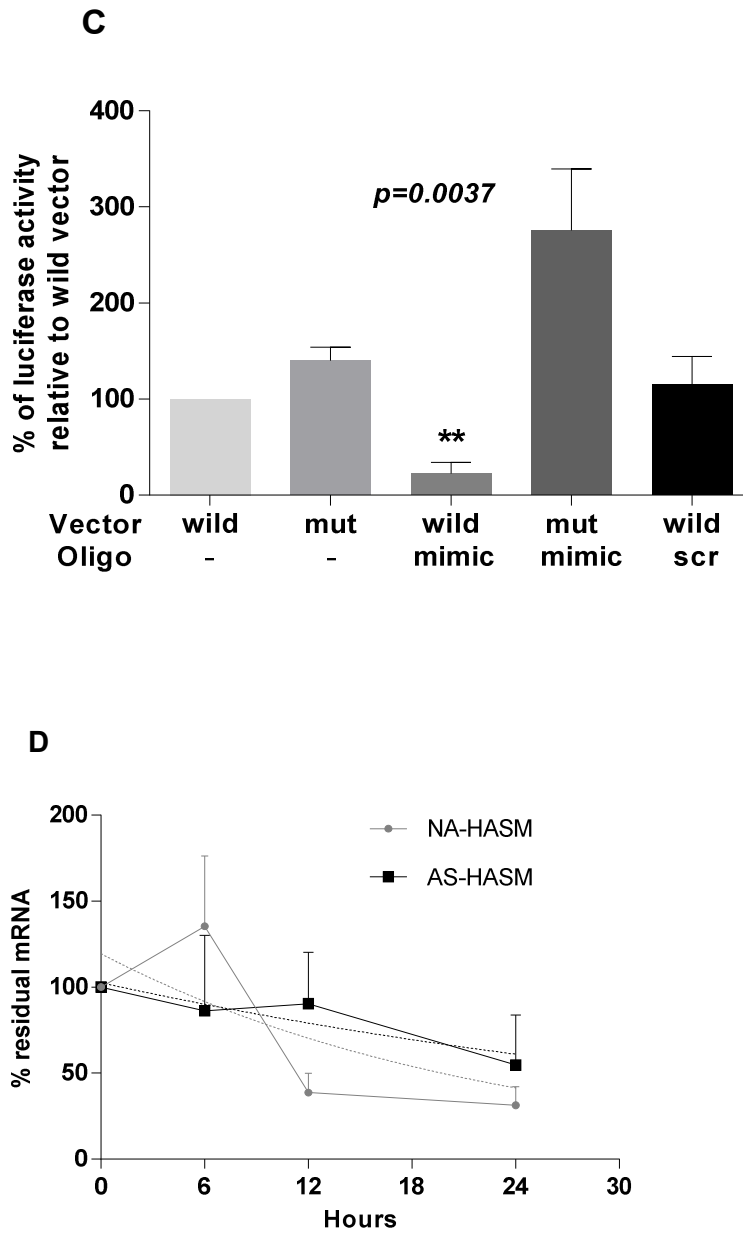 C
% of luciferase activity
relative to wild vector
400
300
200
100
0
p=0.0037
**
Vector wild mut wild mut wild
Oligo - - mimic mimic scr
D
% residual mRNA
200
150
100
50
0
NA-HASM
AS-HASM
0 6 12 18 24 30
Hours